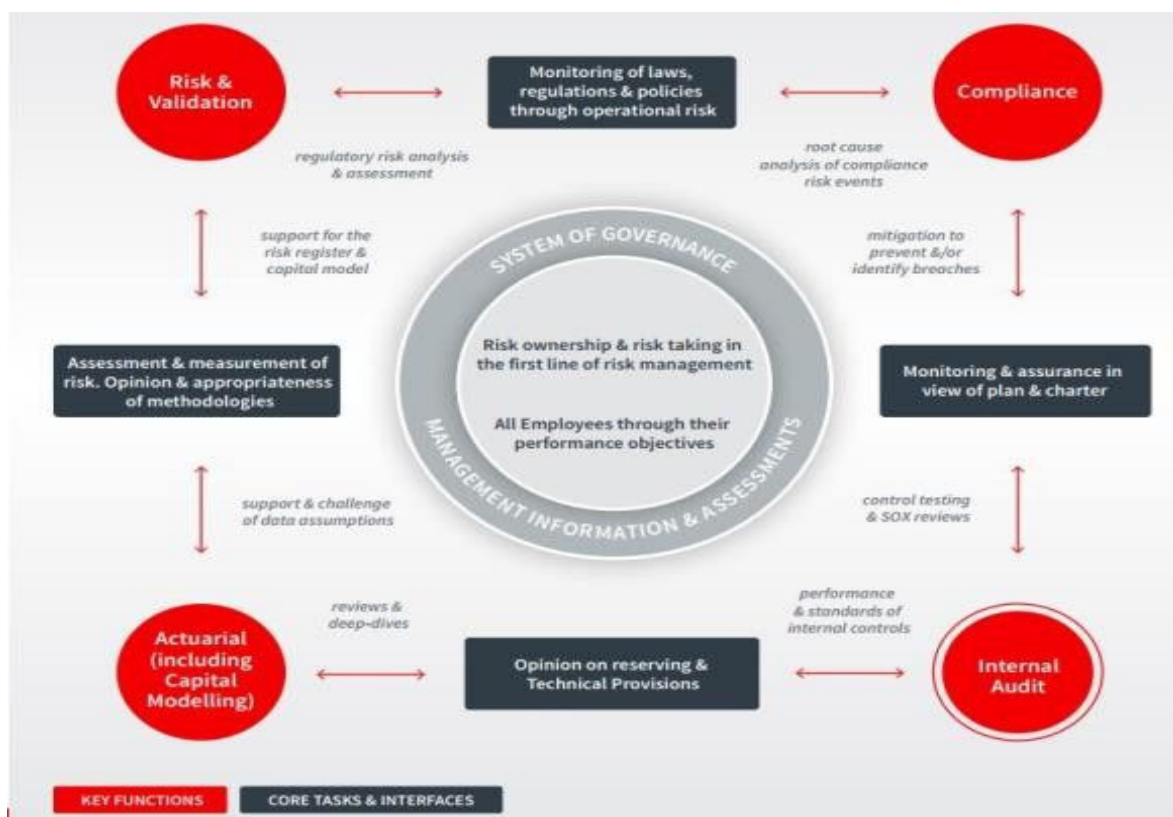 Risk &
Validation
Monitoring of laws,
regulations & policies
through operational risk
Compliance
regulatory risk analysis
& assessment
root cause
analysis of compliance
risk events
support for the
risk register &
capital model
SYSTEM OF GOVERNANCE
mitigation to
prevent &/or
identify breaches
Assessment & measurement of
risk. Opinion & appropriateness
of methodologies
Risk ownership & risk taking in
the first line of risk management
All Employees through their
performance objectives
Monitoring & assurance in
view of plan & charter
MANAGEMENT INFORMATION & ASSESSMENTS
support & challenge
of data assumptions
control testing
& SOX reviews
reviews &
deep-dives
performance
& standards of
internal controls
Actuarial
(including
Capital
Modelling)
Opinion on reserving &
Technical Provisions
Internal
Audit
KEY FUNCTIONS
CORE TASKS & INTERFACES